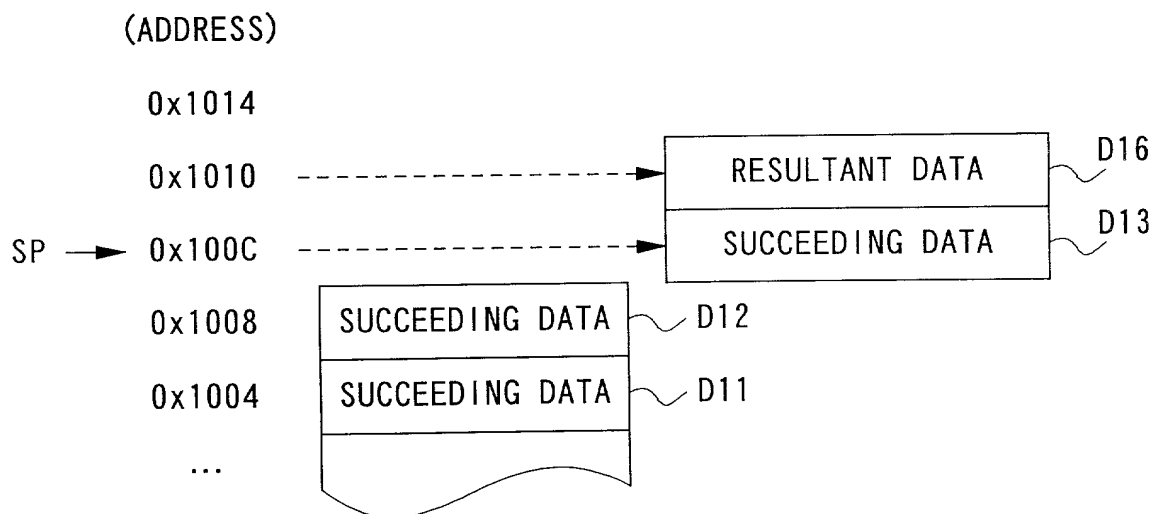 (ADDRESS)
0x1014
0x1010 RESULTANT DATA D16
SP 0x100C SUCCEEDING DATA D13
0x1008 SUCCEEDING DATA D12
0x1004 SUCCEEDING DATA D11
...